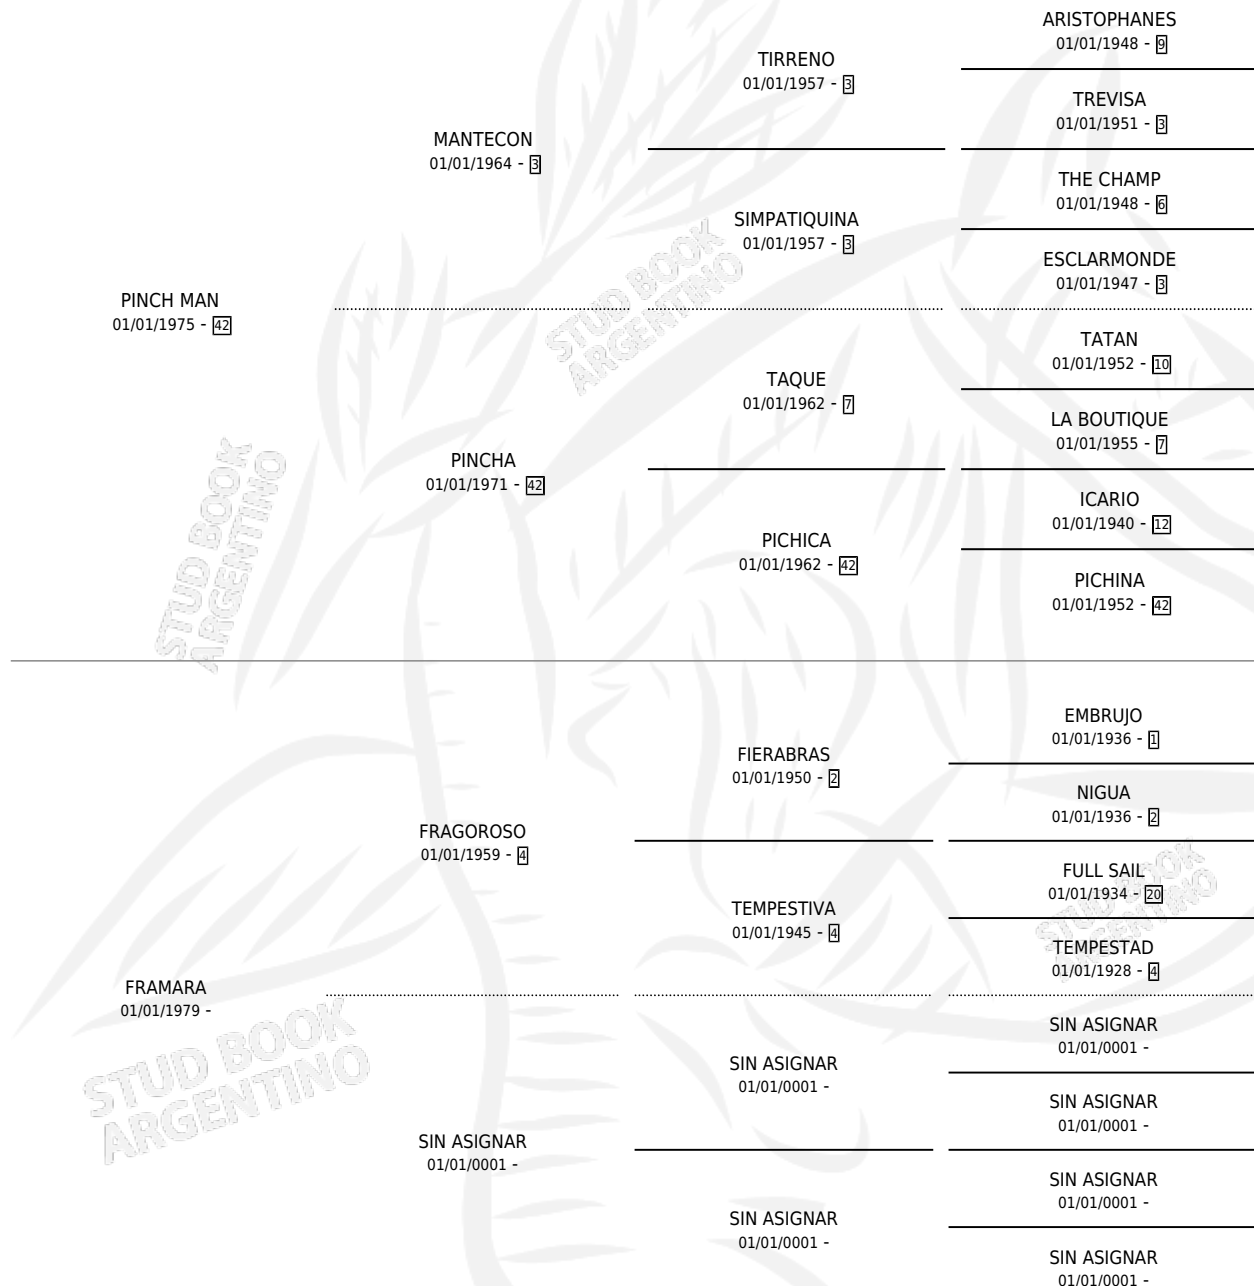 ARISTOPHANES
01/01/1948 - 9
TIRRENO
01/01/1957 - 3
TREVISA
01/01/1951 - 3
MANTECON
01/01/1964 - 3
THE CHAMP
01/01/1948 - 6
SIMPATIQUINA
01/01/1957 - 3
ESCLARMONDE
01/01/1947 - 3
PINCH MAN
01/01/1975 - 42
TATAN
01/01/1952 - 10
TAQUE
01/01/1962 - 7
LA BOUTIQUE
01/01/1955 - 7
PINCHA
01/01/1971 - 42
ICARIO
01/01/1940 - 12
PICHICA
01/01/1962 - 42
PICHINA
01/01/1952 - 42
EMBRUJO
01/01/1936 - 1
FIERABRAS
01/01/1950 - 2
NIGUA
01/01/1936 - 2
FRAGOROSO
01/01/1959 - 4
FULL SAIL
01/01/1934 - 20
TEMPESTIVA
01/01/1945 - 4
TEMPESTAD
01/01/1928 - 4
FRAMARA
01/01/1979 -
SIN ASIGNAR
01/01/0001 -
SIN ASIGNAR
01/01/0001 -
SIN ASIGNAR
01/01/0001 -
SIN ASIGNAR
01/01/0001 -
SIN ASIGNAR
01/01/0001 -
SIN ASIGNAR
01/01/0001 -
SIN ASIGNAR
01/01/0001 -
STUD BOOK
ARGENTINO
STUD BOOK
ARGENTINO
STUD BOOK
ARGENTINO
STUD BOOK
ARGENTINO